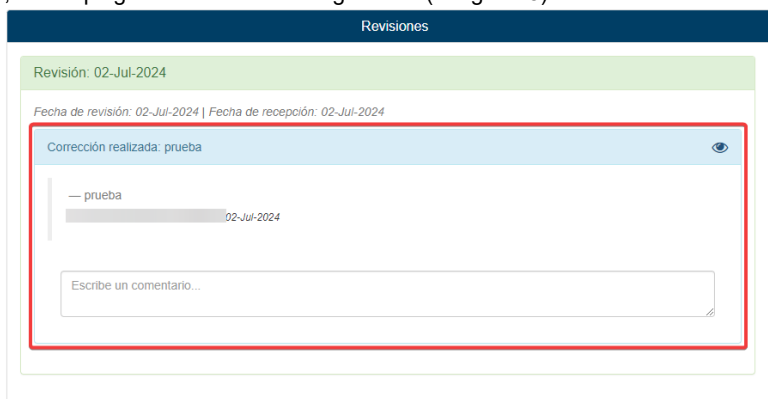 Revisiones
Revisión: 02-Jul-2024
Fecha de revisión: 02-Jul-2024 | Fecha de recepción: 02-Jul-2024
Corrección realizada: prueba
— prueba
02-Jul-2024
Escribe un comentario...